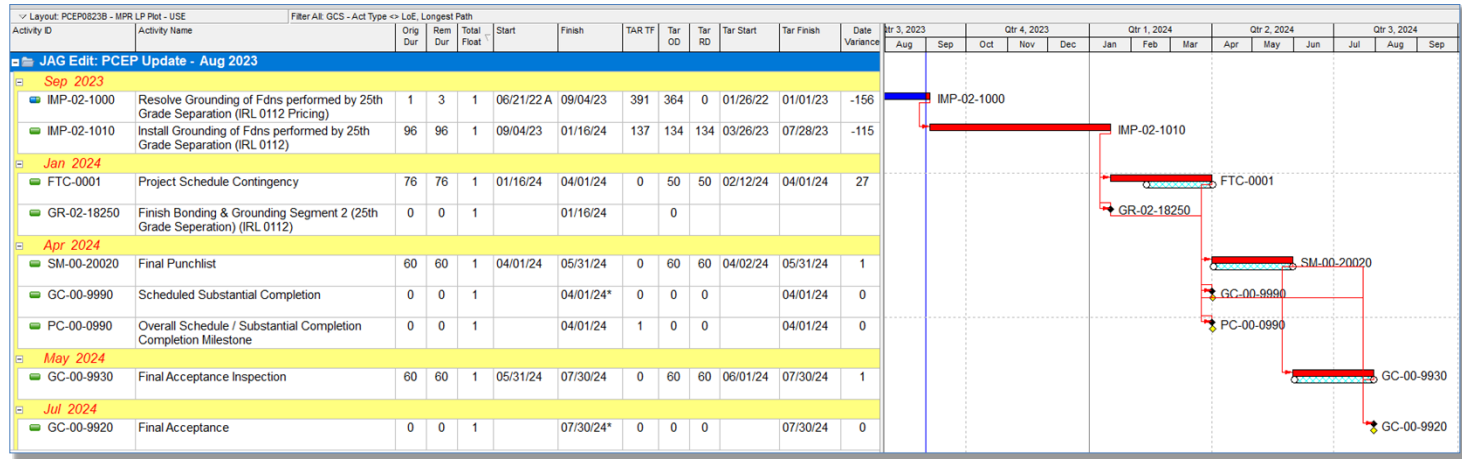 Layout: PCEP0823B - MPR LP Plot - USE Filter All: GCS - Act Type <> LoE, Longest Path
Activity ID Activity Name Orig Dur Rem Dur Total Float Start Finish TAR TF Tar OD Tar RD Tar Start Tar Finish Date Variance
Qtr 3, 2023 Qtr 4, 2023 Qtr 1, 2024 Qtr 2, 2024 Qtr 3, 2024
Aug Sep Oct Nov Dec Jan Feb Mar Apr May Jun Jul Aug Sep
JAG Edit: PCEP Update - Aug 2023
Sep 2023
IMP-02-1000 Resolve Grounding of Fdns performed by 25th 1 3 1 06/21/22 A 09/04/23 391 364 0 01/26/22 01/01/23 -156 IMP-02-1000
Grade Separation (IRL 0112 Pricing)
IMP-02-1010 Install Grounding of Fdns performed by 25th 96 96 1 09/04/23 01/16/24 137 134 134 03/26/23 07/28/23 -115 IMP-02-1010
Grade Separation (IRL 0112)
Jan 2024
FTC-0001 Project Schedule Contingency 76 76 1 01/16/24 04/01/24 0 50 50 02/12/24 04/01/24 27 FTC-0001
GR-02-18250 Finish Bonding & Grounding Segment 2 (25th 0 0 1 01/16/24 0 GR-02-18250
Grade Seperation) (IRL 0112)
Apr 2024
SM-00-20020 Final Punchlist 60 60 1 04/01/24 05/31/24 0 60 60 04/02/24 05/31/24 1 SM-00-20020
GC-00-9990 Scheduled Substantial Completion 0 0 1 04/01/24* 0 0 0 04/01/24 0 GC-00-9990
PC-00-0990 Overall Schedule / Substantial Completion 0 0 1 04/01/24 1 0 0 04/01/24 0 PC-00-0990
Completion Milestone
May 2024
GC-00-9930 Final Acceptance Inspection 60 60 1 05/31/24 07/30/24 0 60 60 06/01/24 07/30/24 1 GC-00-9930
Jul 2024
GC-00-9920 Final Acceptance 0 0 1 07/30/24* 0 0 0 07/30/24 0 GC-00-9920